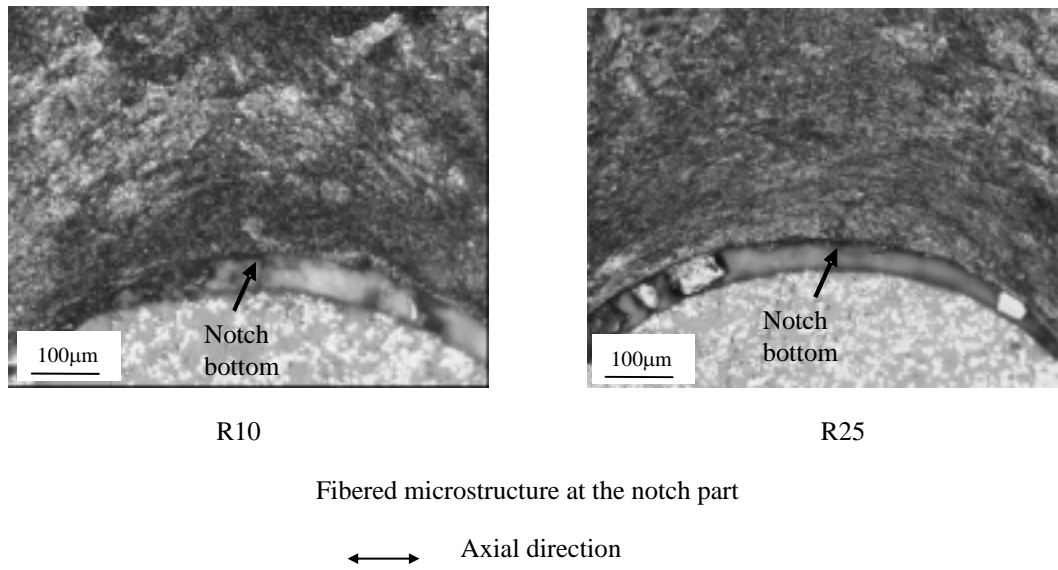 Notch
bottom
100μm
Notch
bottom
100μm
R10
R25
Fibered microstructure at the notch part
Axial direction